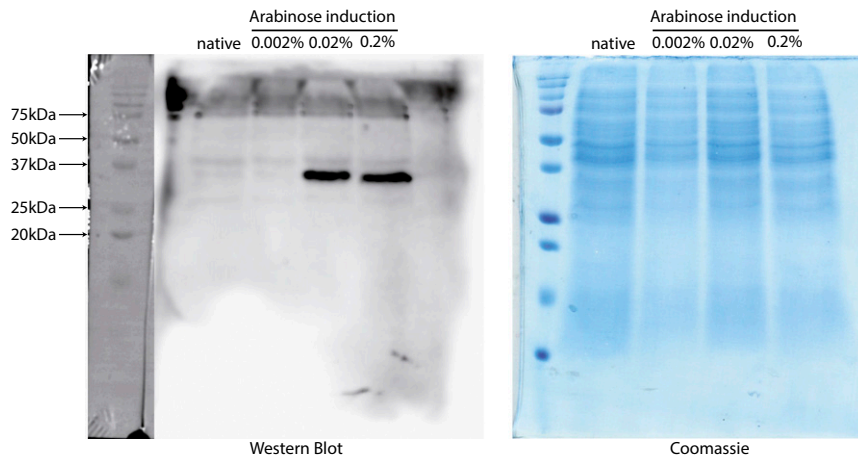 Arabinose induction
native 0.002% 0.02% 0.2%
75kDa
50kDa
37kDa
25kDa
20kDa
Western Blot
Arabinose induction
native 0.002% 0.02% 0.2%
Coomassie